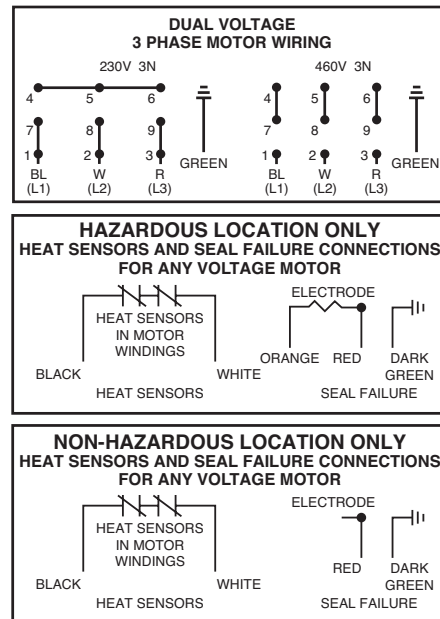 DUAL VOLTAGE
3 PHASE MOTOR WIRING
230V 3N 460V 3N
4 5 6 4 5 6
7 8 9 7 8 9
1 2 3 GREEN 1 2 3 GREEN
BL W R BL W R
(L1) (L2) (L3) (L1) (L2) (L3)
HAZARDOUS LOCATION ONLY
HEAT SENSORS AND SEAL FAILURE CONNECTIONS
FOR ANY VOLTAGE MOTOR
ELECTRODE
HEAT SENSORS
IN MOTOR
WINDINGS
ORANGE RED DARK
GREEN
BLACK WHITE
HEAT SENSORS SEAL FAILURE
NON-HAZARDOUS LOCATION ONLY
HEAT SENSORS AND SEAL FAILURE CONNECTIONS
FOR ANY VOLTAGE MOTOR
ELECTRODE
HEAT SENSORS
IN MOTOR
WINDINGS
RED DARK
GREEN
BLACK WHITE
HEAT SENSORS SEAL FAILURE